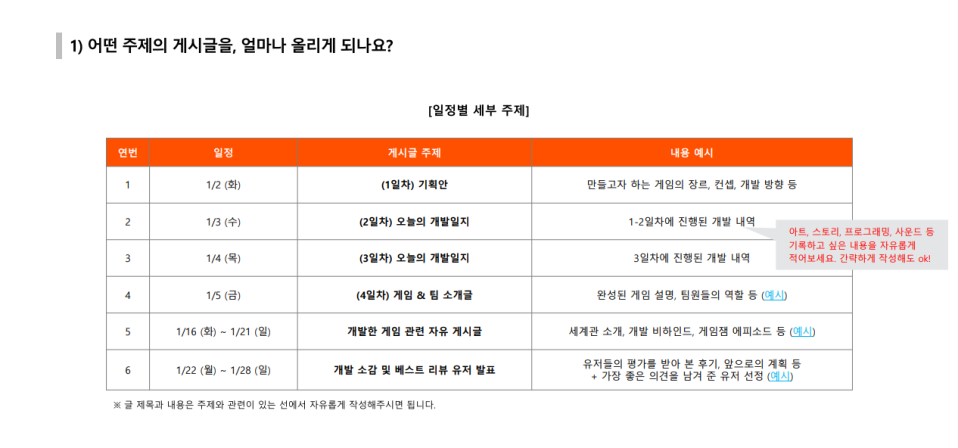 1) 어떤 주제의 게시글을, 얼마나 올리게 되나요?
[일정별 세부 주제]
연번 일정 게시글 주제 내용 예시
1 1/2 (화) (1일차) 기획안 만들고자 하는 게임의 장르, 컨셉, 개발 방향 등
2 1/3 (수) (2일차) 오늘의 개발일지 1-2일차에 진행된 개발 내역
아트, 스토리, 프로그래밍, 사운드 등
기록하고 싶은 내용을 자유롭게
적어보세요. 간략하게 작성해도 ok!
3 1/4 (목) (3일차) 오늘의 개발일지 3일차에 진행된 개발 내역
4 1/5 (금) (4일차) 게임 & 팀 소개글 완성된 게임 설명, 팀원들의 역할 등 (예시)
5 1/16 (화) ~ 1/21 (일) 개발한 게임 관련 자유 게시글 세계관 소개, 개발 비하인드, 게임잼 에피소드 등 (예시)
6 1/22 (월) ~ 1/28 (일) 개발 소감 및 베스트 리뷰 유저 발표 유저들의 평가를 받아 본 후기, 앞으로의 계획 등
+ 가장 좋은 의견을 남겨 준 유저 선정 (예시)
※ 글 제목과 내용은 주제와 관련이 있는 선에서 자유롭게 작성해주시면 됩니다.